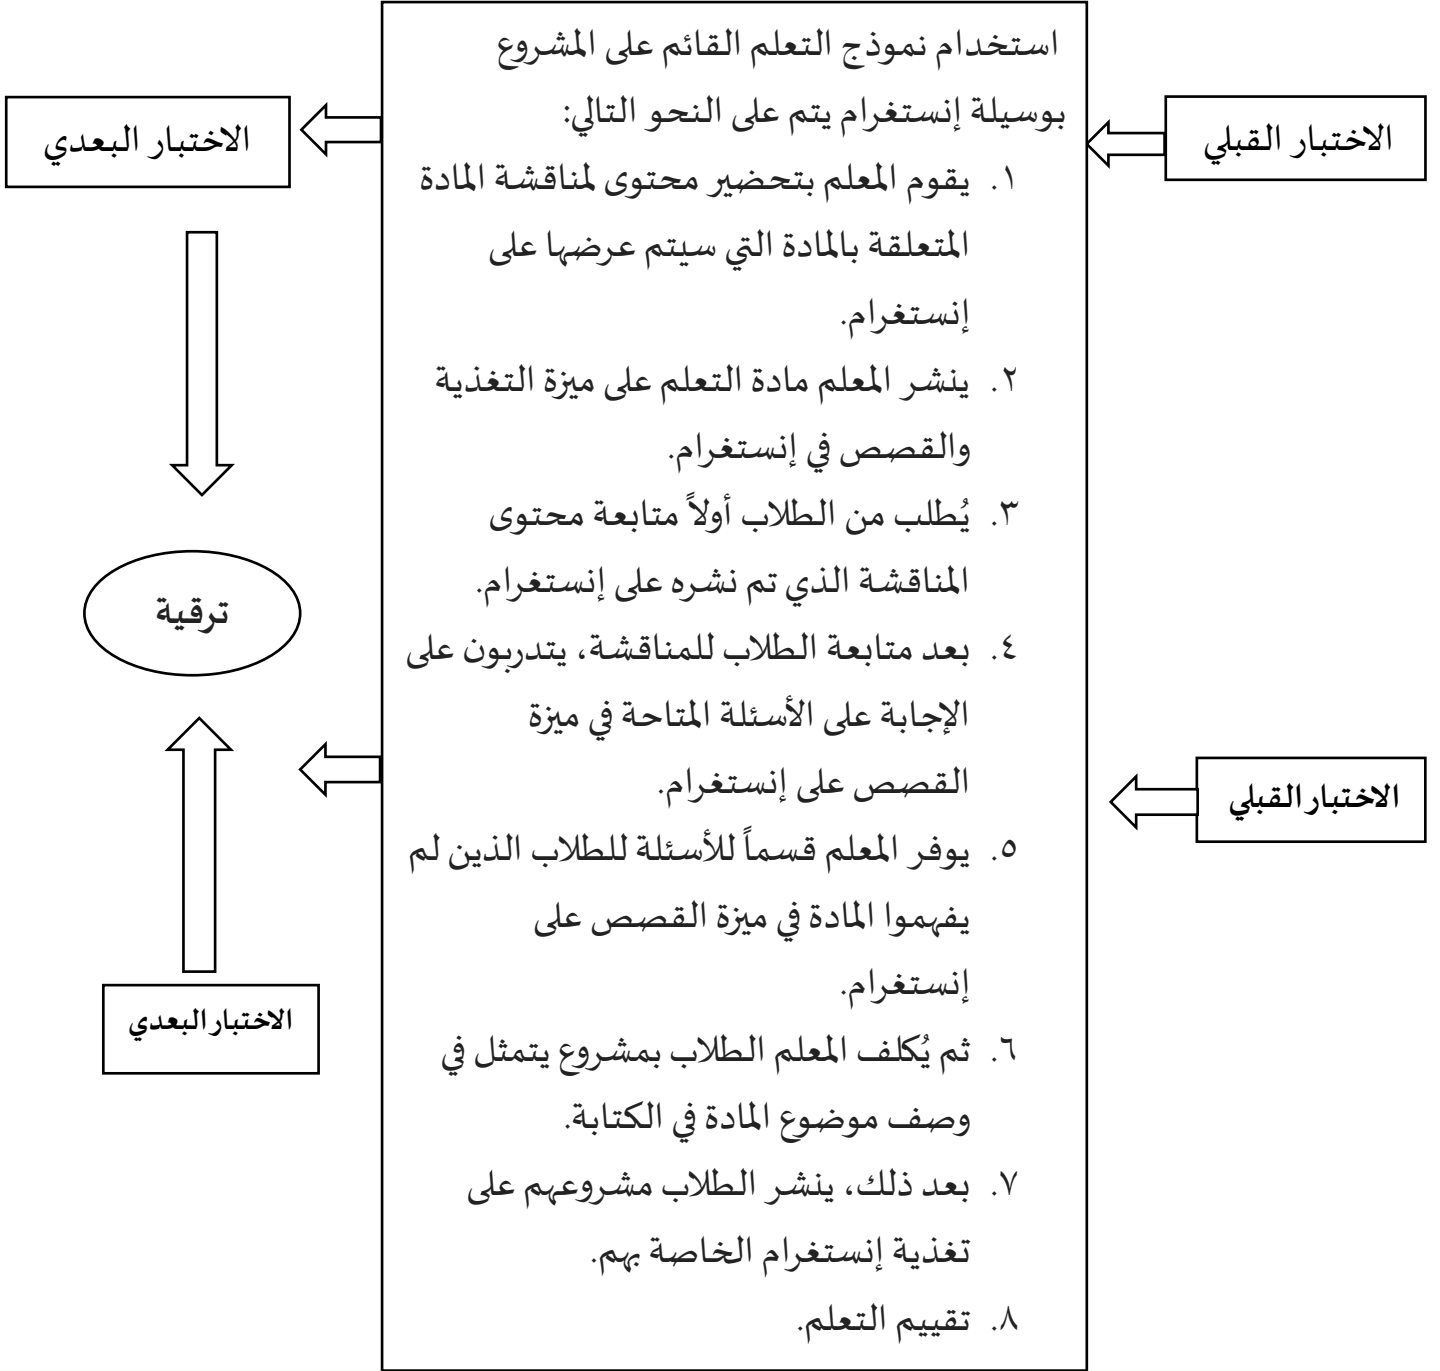 الاختبار القبلي
الاختبار القبلي
استخدام نموذج التعلم القائم على المشروع
بوسيلة إنستغرام يتم على النحو التالي:
١. يقوم المعلم بتحضير محتوى لمناقشة المادة
المتعلقة بالمادة التي سيتم عرضها على
إنستغرام.
٢. ينشر المعلم مادة التعلم على ميزة التغذية
والقصص في إنستغرام.
٣. يُطلب من الطلاب أولاً متابعة محتوى
المناقشة الذي تم نشره على إنستغرام.
٤. بعد متابعة الطلاب للمناقشة، يتدربون على
الإجابة على الأسئلة المتاحة في ميزة
القصص على إنستغرام.
٥. يوفر المعلم قسماً للأسئلة للطلاب الذين لم
يفهموا المادة في ميزة القصص على
إنستغرام.
٦. ثم يُكلف المعلم الطلاب بمشروع يتمثل في
وصف موضوع المادة في الكتابة.
٧. بعد ذلك، ينشر الطلاب مشروعهم على
تغذية إنستغرام الخاصة بهم.
٨. تقييم التعلم.
الاختبار البعدي
ترقية
الاختبار البعدي